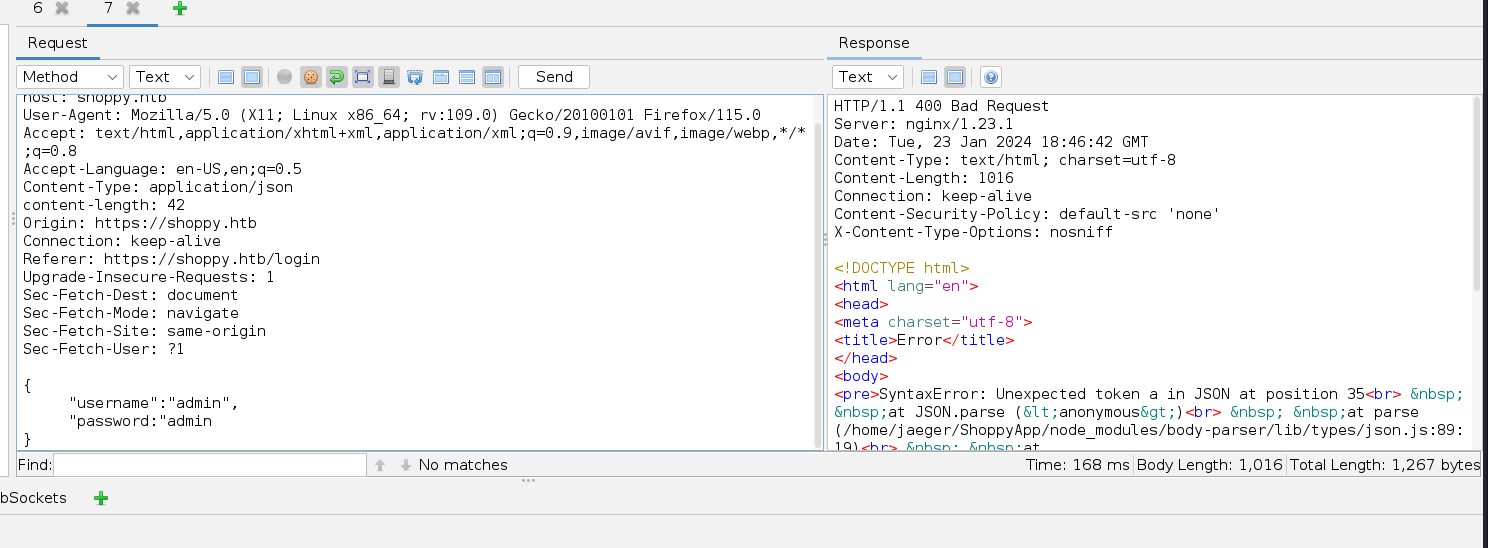 6
7
Request
Response
Method
Text
Send
Text
host: shoppy.htb
User-Agent: Mozilla/5.0 (X11; Linux x86_64; rv:109.0) Gecko/20100101 Firefox/115.0
Accept: text/html,application/xhtml+xml,application/xml;q=0.9,image/avif,image/webp,*/*
;q=0.8
Accept-Language: en-US,en;q=0.5
Content-Type: application/json
content-length: 42
Origin: https://shoppy.htb
Connection: keep-alive
Referer: https://shoppy.htb/login
Upgrade-Insecure-Requests: 1
Sec-Fetch-Dest: document
Sec-Fetch-Mode: navigate
Sec-Fetch-Site: same-origin
Sec-Fetch-User: ?1
{
"username":"admin",
"password:"admin
}
HTTP/1.1 400 Bad Request
Server: nginx/1.23.1
Date: Tue, 23 Jan 2024 18:46:42 GMT
Content-Type: text/html; charset=utf-8
Content-Length: 1016
Connection: keep-alive
Content-Security-Policy: default-src 'none'
X-Content-Type-Options: nosniff
<!DOCTYPE html>
<html lang="en">
<head>
<meta charset="utf-8">
<title>Error</title>
</head>
<body>
<pre>SyntaxError: Unexpected token a in JSON at position 35<br> &nbsp;
&nbsp;at JSON.parse (&lt;anonymous&gt;)<br> &nbsp; &nbsp;at parse
(/home/jaeger/ShoppyApp/node_modules/body-parser/lib/types/json.js:89:
19)<br> &nbsp; &nbsp;at
Find:
No matches
Time: 168 ms
Body Length: 1,016
Total Length: 1,267 bytes
bSockets